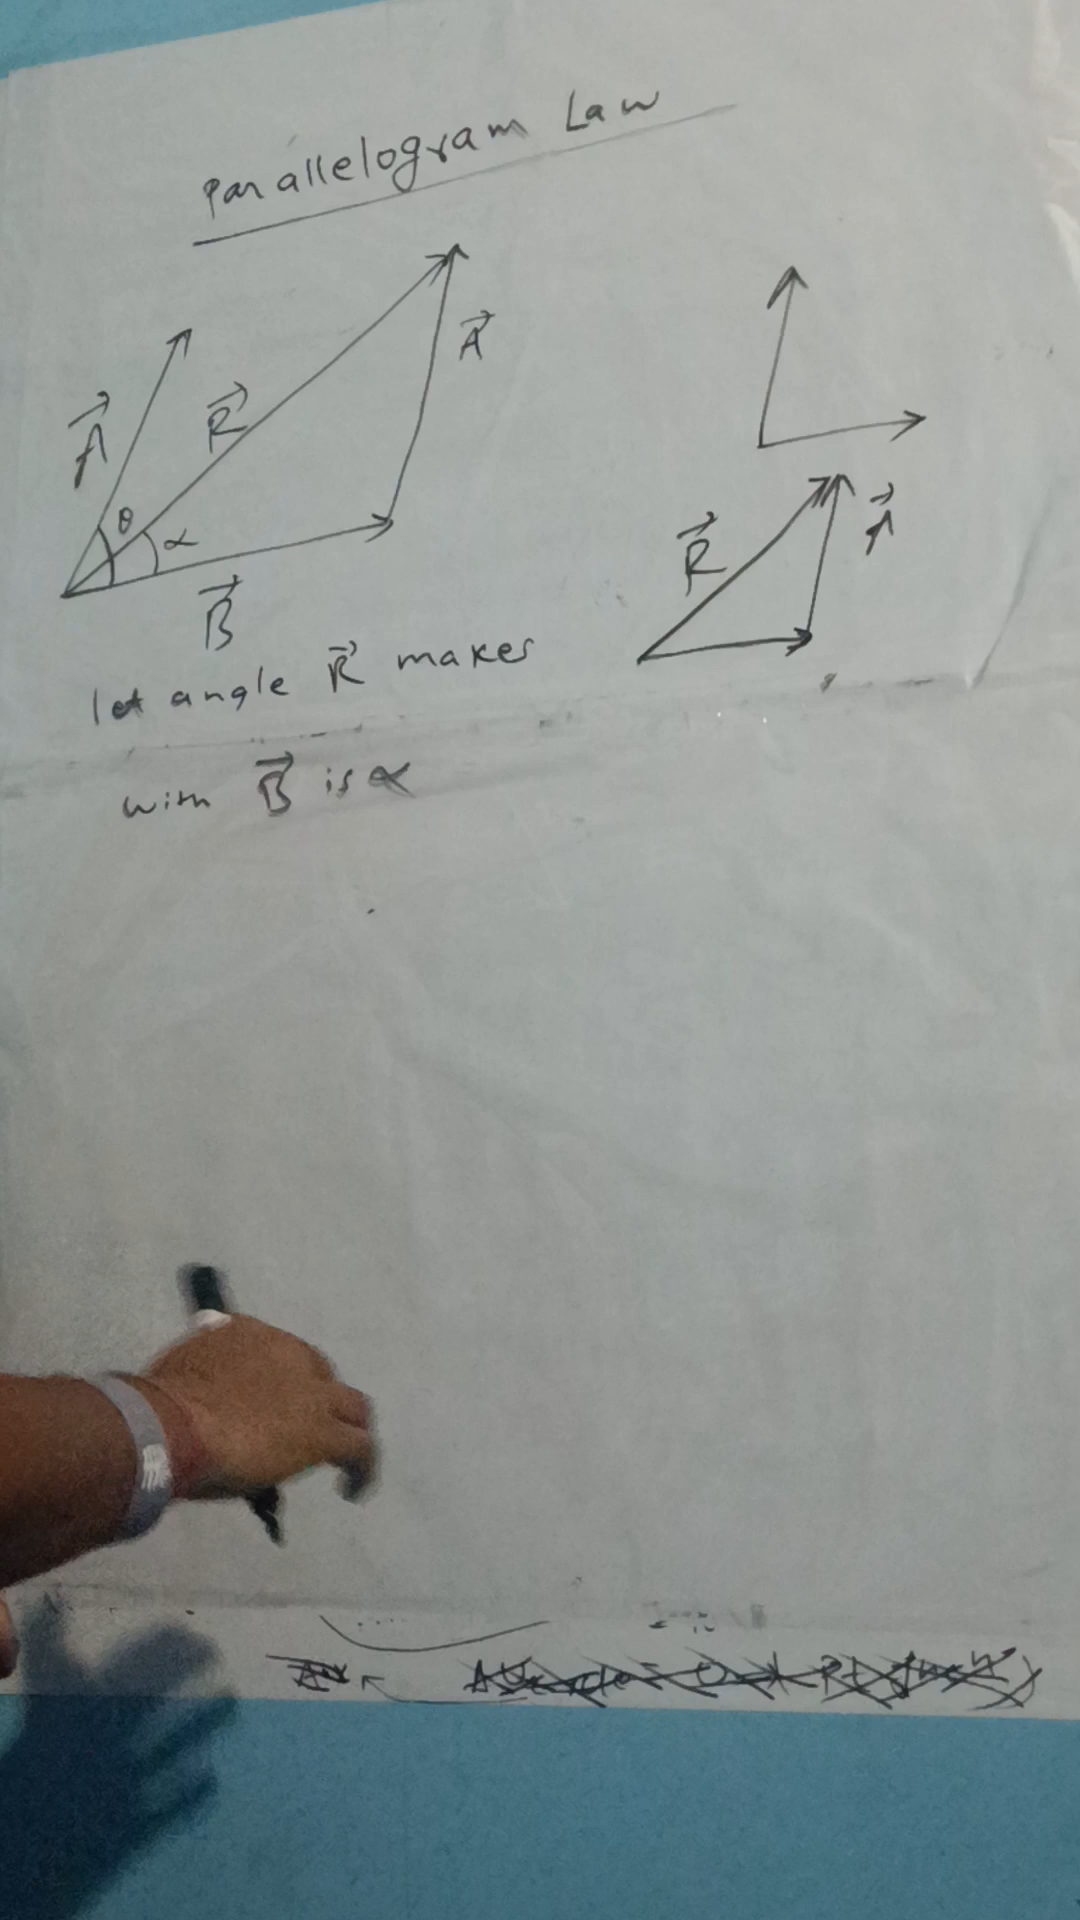 Parallelogram Law
A⃗
R⃗
A⃗
θ
α
B⃗
R⃗
A⃗
let angle R⃗ makes
with B⃗ is α